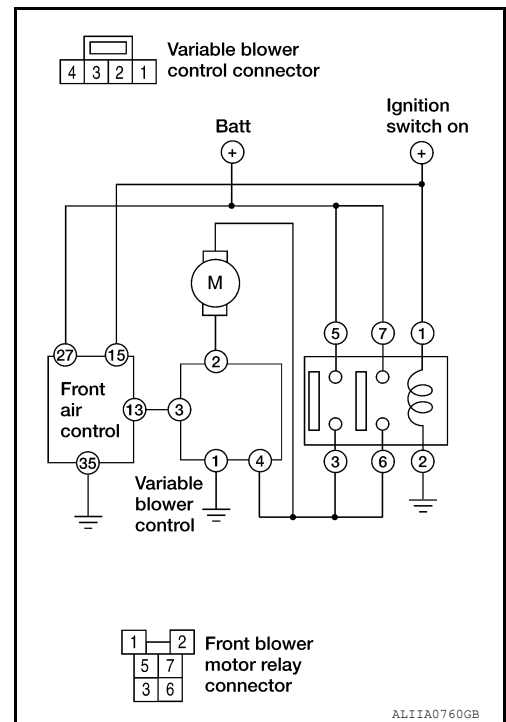 Variable blower
control connector
4 3 2 1
Ignition
switch on
Batt
+
+
M
5 7 1
2
27 15
Front
air
control
13 3
35
1 4
3 6 2
Variable
blower
control
1 2
5 7
3 6
Front blower
motor relay
connector
ALIIA0760GB